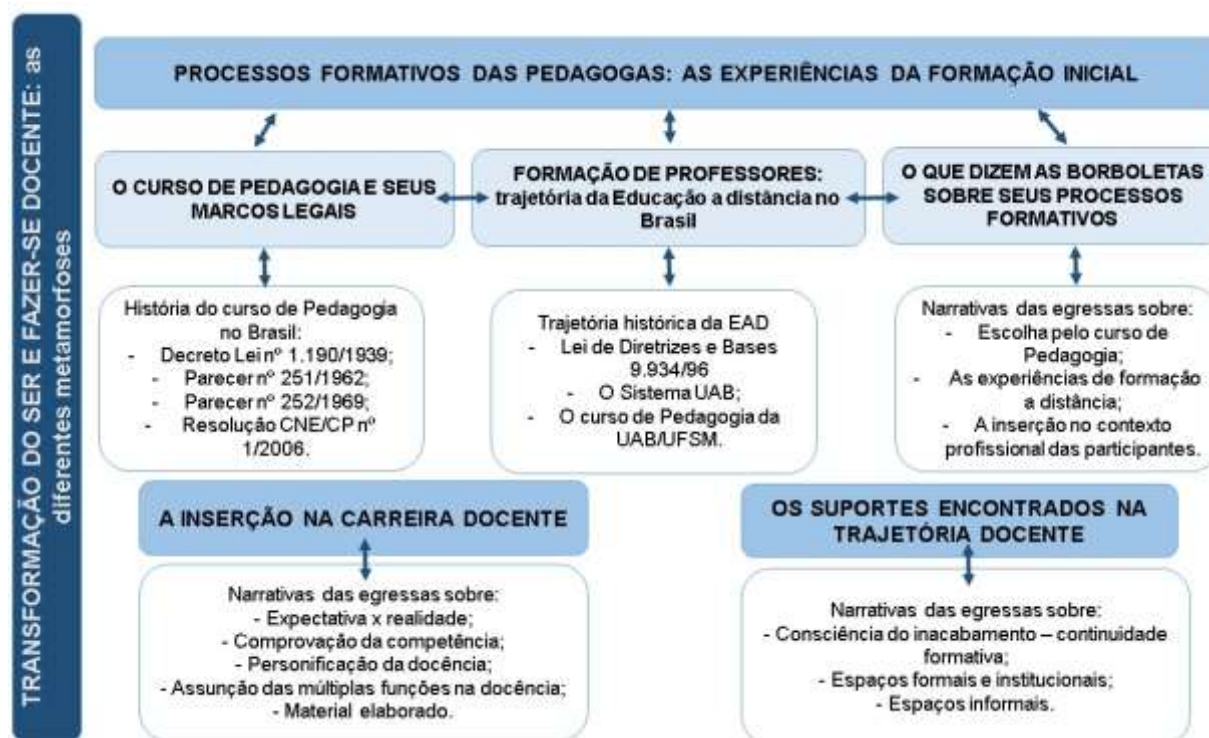 TRANSFORMAÇÃO DO SER E FAZER-SE DOCENTE: as
diferentes metamorfoses
PROCESSOS FORMATIVOS DAS PEDAGOGAS: AS EXPERIÊNCIAS DA FORMAÇÃO INICIAL
O CURSO DE PEDAGOGIA E SEUS
MARCOS LEGAIS
FORMAÇÃO DE PROFESSORES:
trajetória da Educação a distância no
Brasil
O QUE DIZEM AS BORBOLETAS
SOBRE SEUS PROCESSOS
FORMATIVOS
História do curso de Pedagogia
no Brasil:
- Decreto Lei nº 1.190/1939;
- Parecer nº 251/1962;
- Parecer nº 252/1969;
- Resolução CNE/CP nº
1/2006.
Trajetória histórica da EAD
- Lei de Diretrizes e Bases
9.934/96
- O Sistema UAB;
- O curso de Pedagogia da
UAB/UFSM.
Narrativas das egressas sobre:
- Escolha pelo curso de
Pedagogia;
- As experiências de formação
a distância;
- A inserção no contexto
profissional das participantes.
A INSERÇÃO NA CARREIRA DOCENTE
Narrativas das egressas sobre:
- Expectativa x realidade;
- Comprovação da competência;
- Personificação da docência;
- Assunção das múltiplas funções na docência;
- Material elaborado.
OS SUPORTES ENCONTRADOS NA
TRAJETÓRIA DOCENTE
Narrativas das egressas sobre:
- Consciência do inacabamento – continuidade
formativa;
- Espaços formais e institucionais;
- Espaços informais.